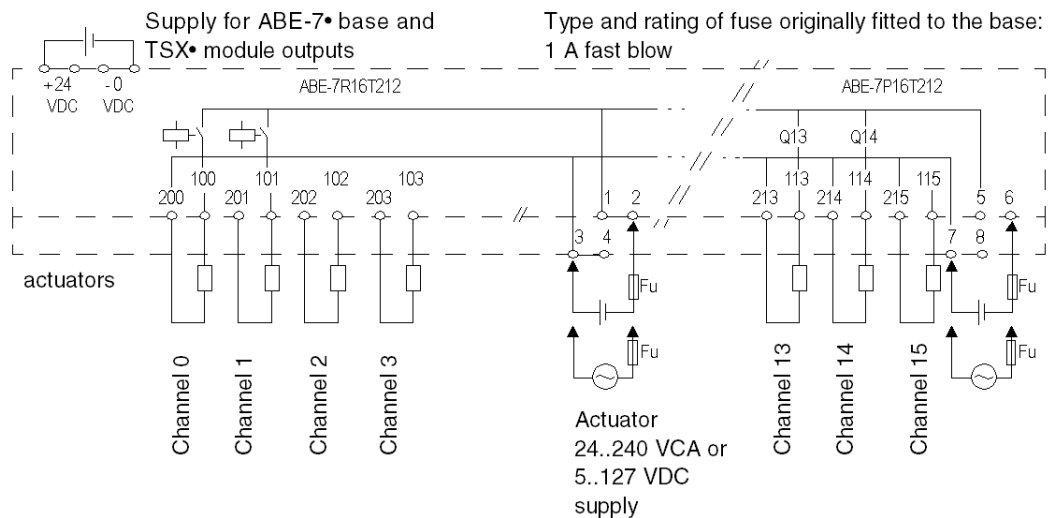 Supply for ABE-7• base and
TSX• module outputs
Type and rating of fuse originally fitted to the base:
1 A fast blow
+24
VDC
-0
VDC
ABE-7R16T212
ABE-7P16T212
Q13
Q14
200
100
201
101
202
102
203
103
1
2
213
113
214
114
215
115
5
6
3
4
7
8
actuators
Fu
Fu
Fu
Fu
Channel 0
Channel 1
Channel 2
Channel 3
Channel 13
Channel 14
Channel 15
Actuator
24..240 VCA or
5..127 VDC
supply